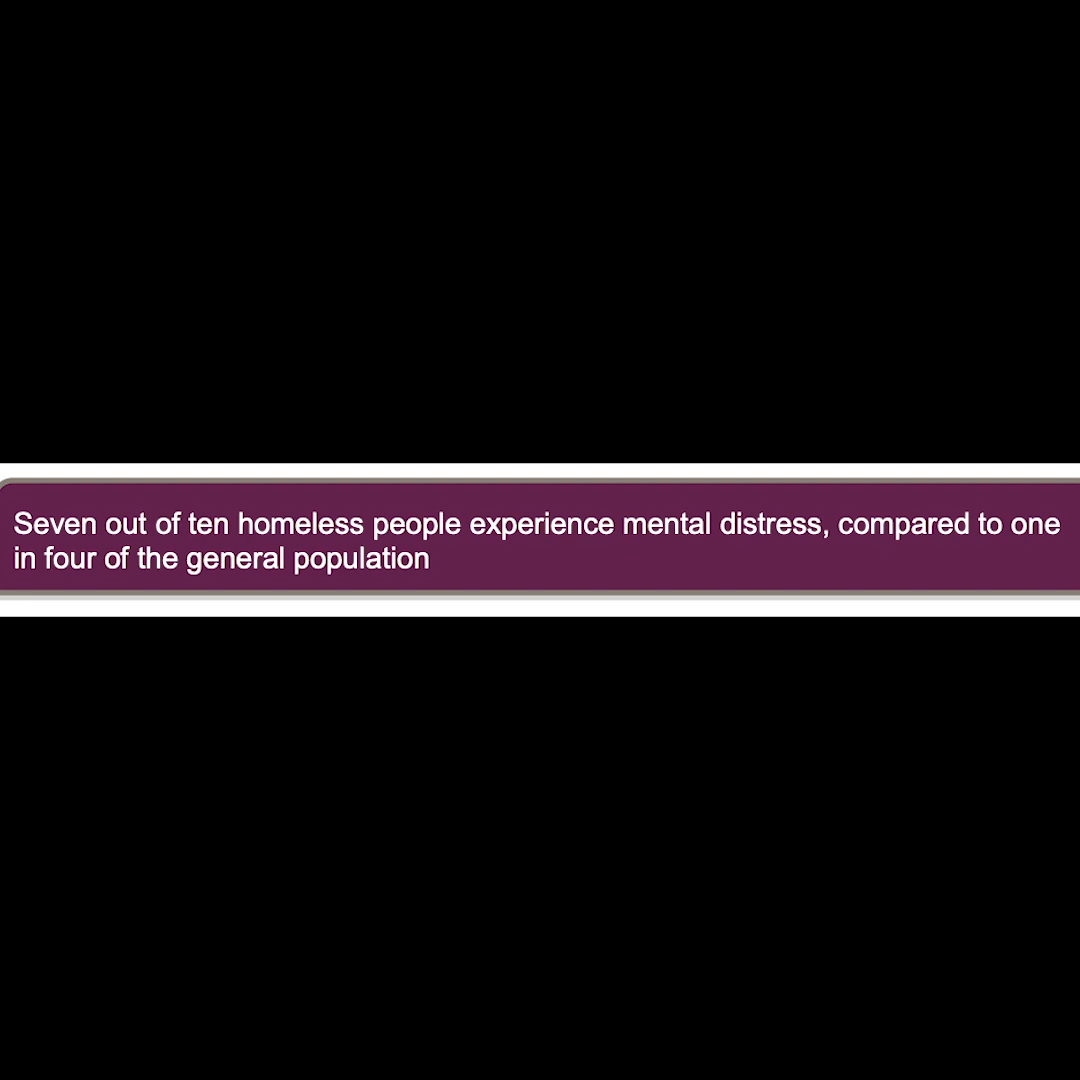 Seven out of ten homeless people experience mental distress, compared to one
in four of the general population